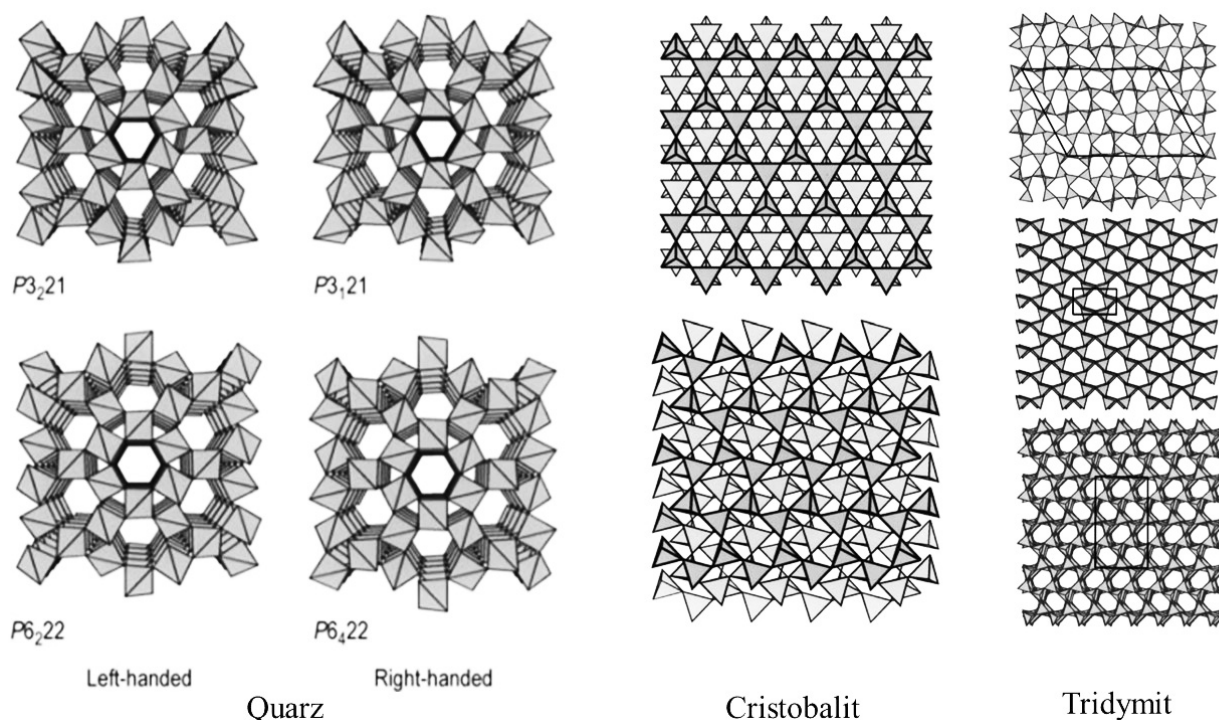 P3₂21
P3₁21
P6₂22
P6₄22
Left-handed
Right-handed
Quarz
Cristobalit
Tridymit